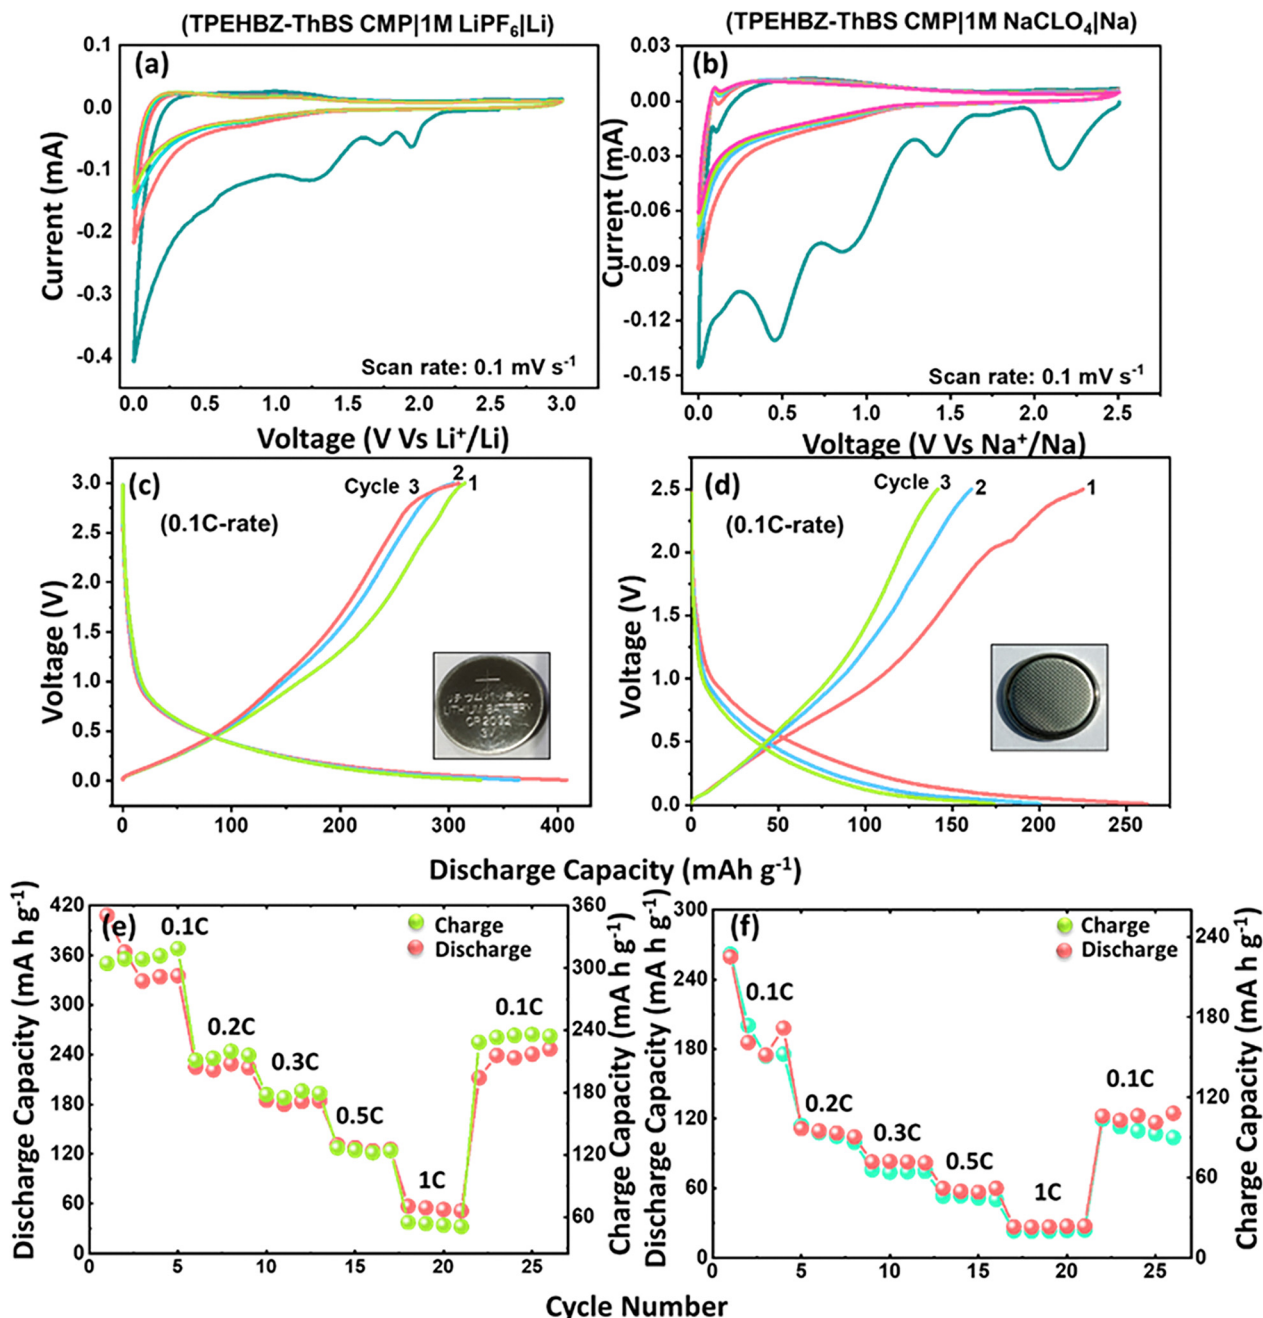 (TPEHBZ-ThBS CMP|1M LiPF6|Li)
(TPEHBZ-ThBS CMP|1M NaCLO4|Na)
(a)
0.1
0.0
-0.1
-0.2
-0.3
-0.4
Current (mA)
Scan rate: 0.1 mV s-1
0.0 0.5 1.0 1.5 2.0 2.5 3.0
Voltage (V Vs Li+/Li)
(b)
0.03
0.00
-0.03
-0.06
-0.09
-0.12
-0.15
Current (mA)
Scan rate: 0.1 mV s-1
0.0 0.5 1.0 1.5 2.0 2.5
Voltage (V Vs Na+/Na)
(c)
Cycle 3 2 1
(0.1C-rate)
3.0
2.0
1.0
0.5
0.0
Voltage (V)
LITHIUM BATTERY
3V
0 100 200 300 400
(d)
Cycle 3 2 1
(0.1C-rate)
2.5
2.0
1.5
1.0
0.5
0.0
Voltage (V)
0 50 100 150 200 250
Discharge Capacity (mAh g-1)
(e)
420
360
300
240
180
120
60
0
Discharge Capacity (mA h g-1)
Charge
Discharge
0.1C
0.2C
0.3C
0.5C
1C
0.1C
360
300
240
180
120
60
Charge Capacity (mA h g-1)
0 5 10 15 20 25
(f)
300
240
180
120
60
0
Discharge Capacity (mA h g-1)
Charge
Discharge
0.1C
0.2C
0.3C
0.5C
1C
0.1C
240
180
120
60
0
Charge Capacity (mA h g-1)
0 5 10 15 20 25
Cycle Number